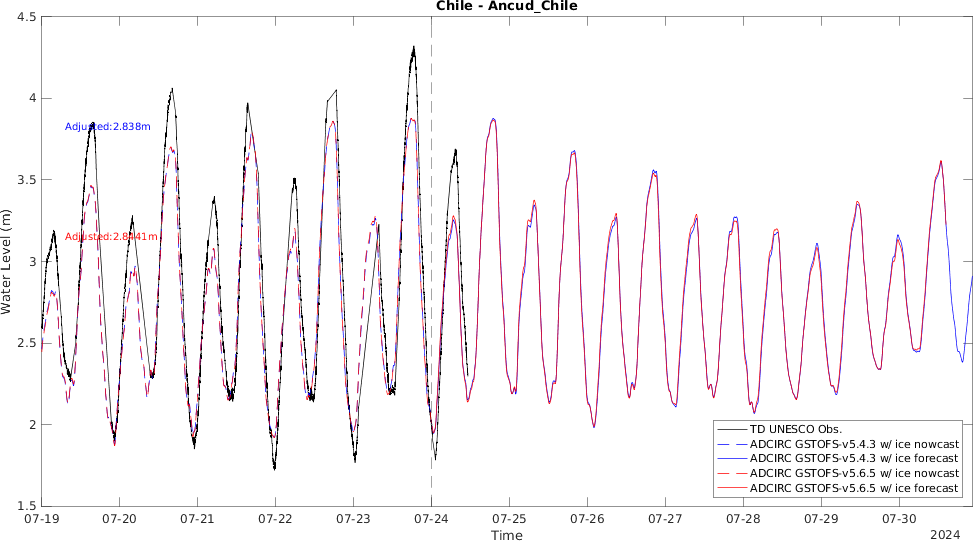 Chile - Ancud_Chile
4.5
4
3.5
3
2.5
2
1.5
Water Level (m)
Adjusted:2.838m
Adjusted:2.8441m
TD UNESCO Obs.
ADCIRC GSTOFS-v5.4.3 w/ ice nowcast
ADCIRC GSTOFS-v5.4.3 w/ ice forecast
ADCIRC GSTOFS-v5.6.5 w/ ice nowcast
ADCIRC GSTOFS-v5.6.5 w/ ice forecast
07-19 07-20 07-21 07-22 07-23 07-24 07-25 07-26 07-27 07-28 07-29 07-30
Time
2024